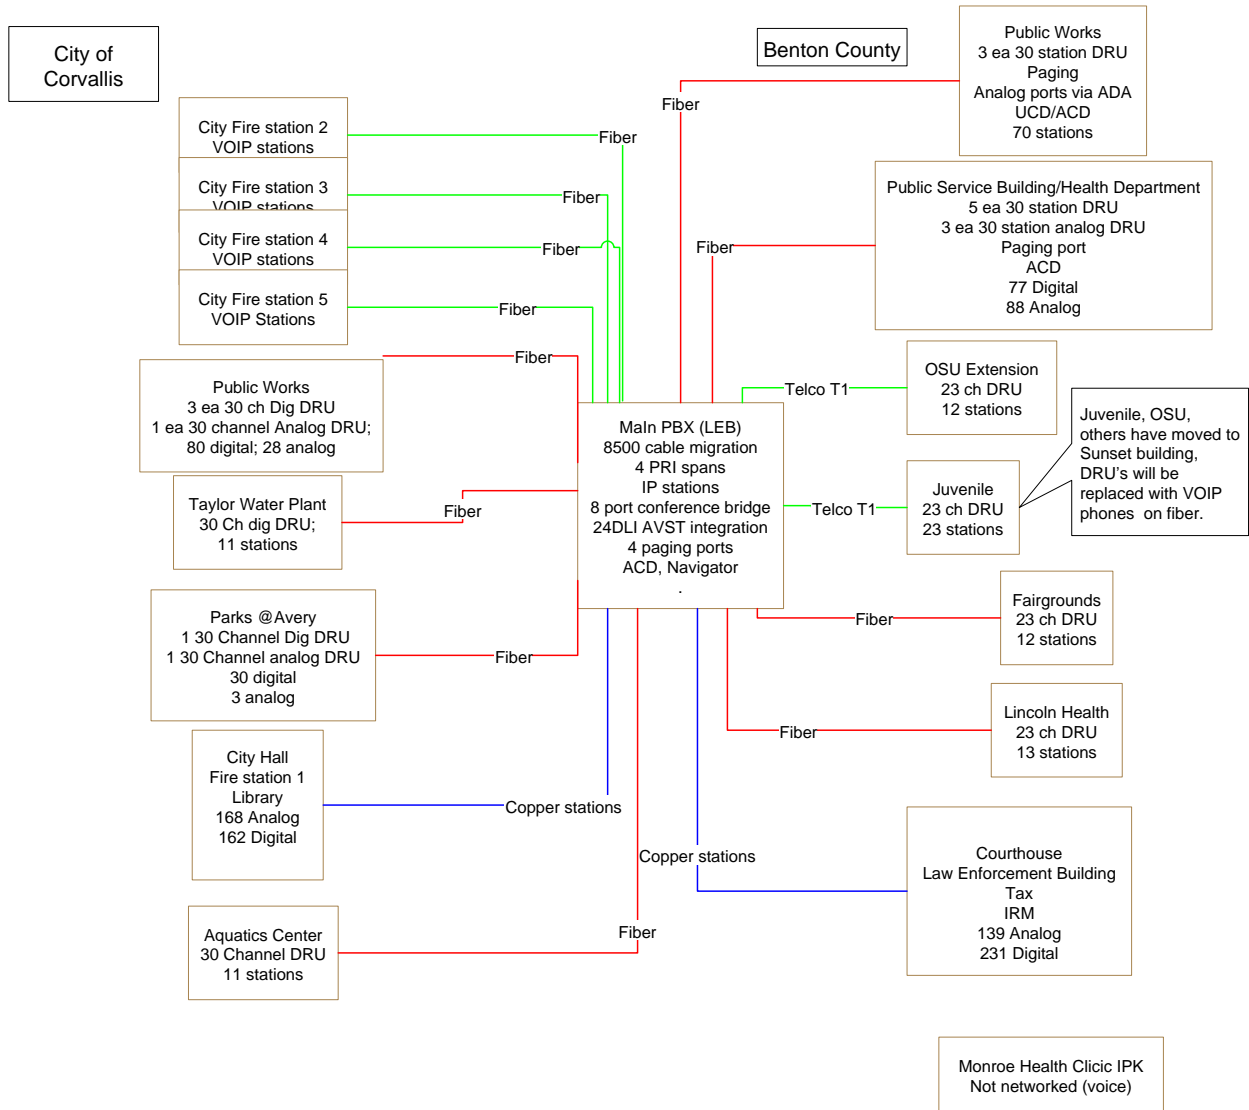 City of
Corvallis
Benton County
Public Works
3 ea 30 station DRU
Paging
Analog ports via ADA
UCD/ACD
70 stations
Fiber
City Fire station 2
VOIP stations
Fiber
City Fire station 3
VOIP stations
Fiber
City Fire station 4
VOIP stations
Fiber
City Fire station 5
VOIP Stations
Fiber
Public Service Building/Health Department
5 ea 30 station DRU
3 ea 30 station analog DRU
Paging port
ACD
77 Digital
88 Analog
Fiber
Public Works
3 ea 30 ch Dig DRU
1 ea 30 channel Analog DRU;
80 digital; 28 analog
Fiber
OSU Extension
23 ch DRU
12 stations
Telco T1
Juvenile, OSU,
others have moved to
Sunset building,
DRU's will be
replaced with VOIP
phones on fiber.
MaIn PBX (LEB)
8500 cable migration
4 PRI spans
IP stations
8 port conference bridge
24DLI AVST integration
4 paging ports
ACD, Navigator
.
Juvenile
23 ch DRU
23 stations
Telco T1
Taylor Water Plant
30 Ch dig DRU;
11 stations
Fiber
Parks @Avery
1 30 Channel Dig DRU
1 30 Channel analog DRU
30 digital
3 analog
Fiber
Fairgrounds
23 ch DRU
12 stations
Fiber
Lincoln Health
23 ch DRU
13 stations
Fiber
City Hall
Fire station 1
Library
168 Analog
162 Digital
Copper stations
Courthouse
Law Enforcement Building
Tax
IRM
139 Analog
231 Digital
Copper stations
Aquatics Center
30 Channel DRU
11 stations
Fiber
Monroe Health Clicic IPK
Not networked (voice)